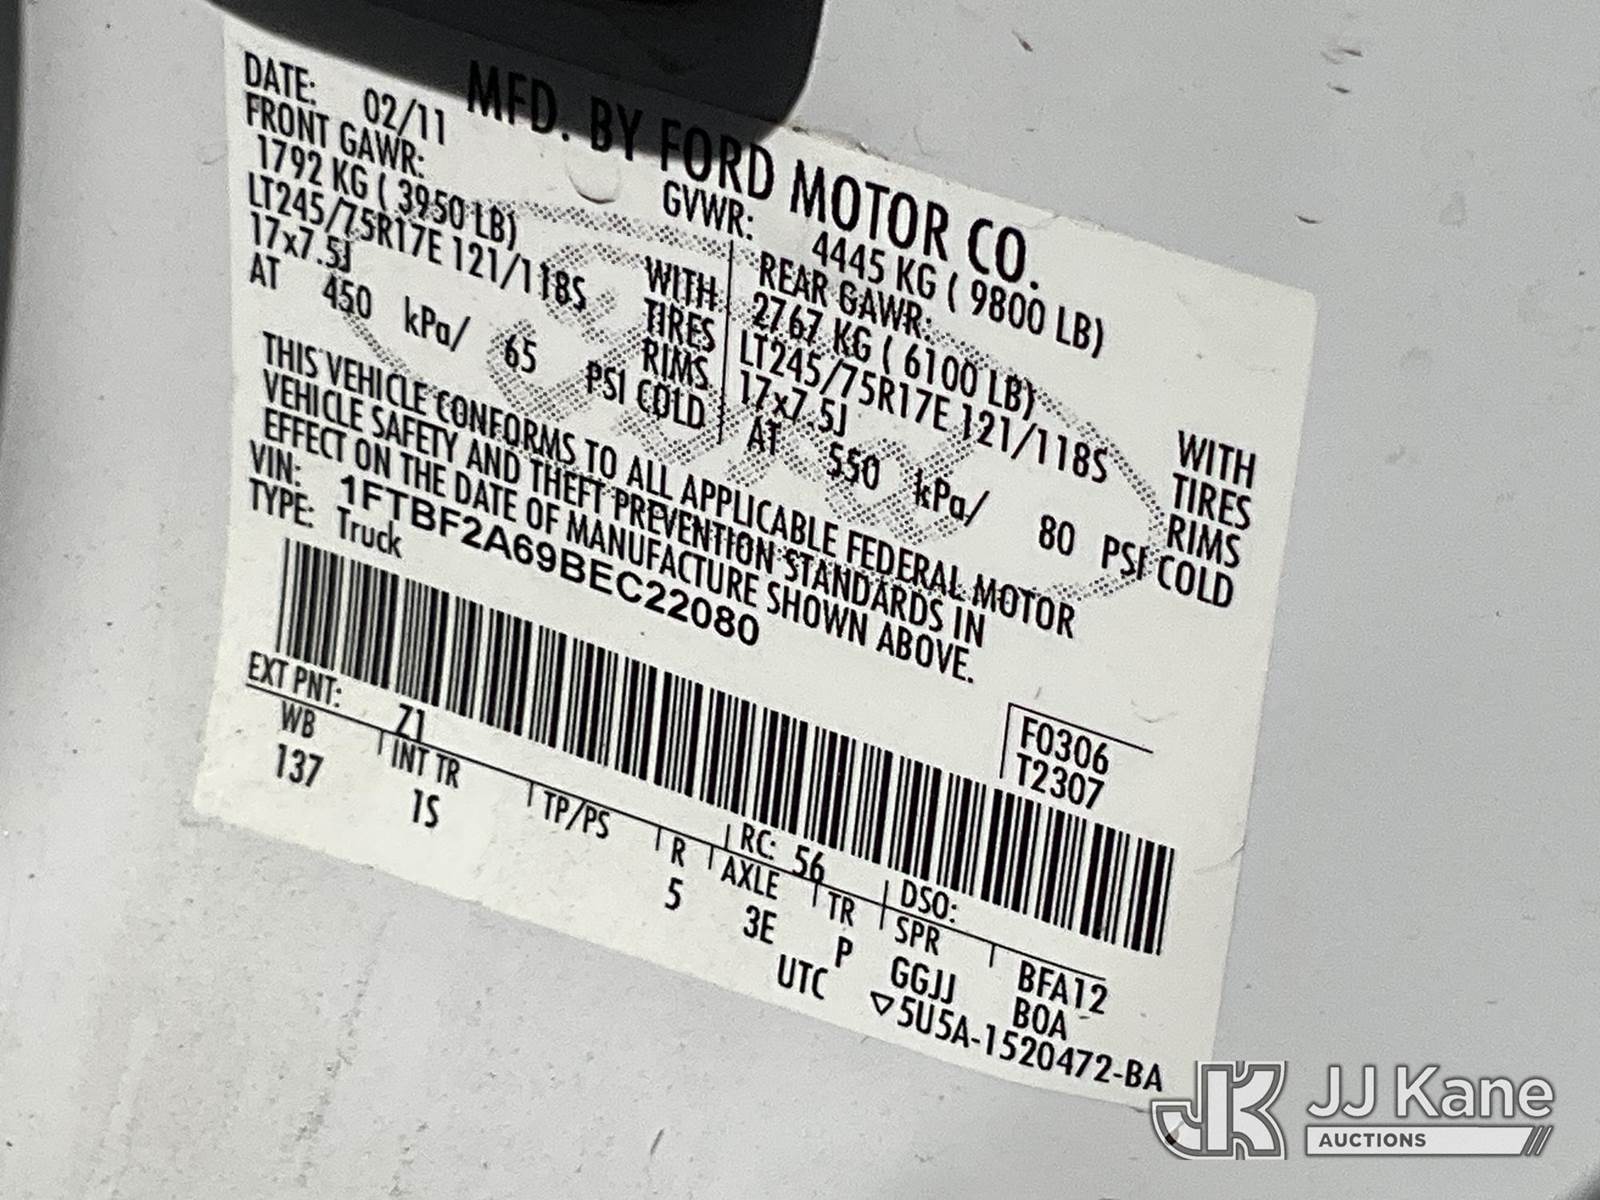 MFD. BY FORD MOTOR CO.
DATE: 02/11
GVWR: 4445 KG ( 9800 LB)
FRONT GAWR:
1792 KG ( 3950 LB) WITH
LT245/75R17E 121/118S TIRES
17x7.5J RIMS
AT 450 kPa/ 65 PSI COLD
REAR GAWR:
2767 KG ( 6100 LB) WITH
LT245/75R17E 121/118S TIRES
17x7.5J RIMS
AT 550 kPa/ 80 PSI COLD
THIS VEHICLE CONFORMS TO ALL APPLICABLE FEDERAL MOTOR
VEHICLE SAFETY AND THEFT PREVENTION STANDARDS IN
EFFECT ON THE DATE OF MANUFACTURE SHOWN ABOVE.
VIN: 1FTBF2A69BEC22080
TYPE: Truck
F0306
T2307
EXT PNT: Z1 RC: 56 DSO:
WB INT TR TP/PS R AXLE TR SPR BFA12
137 1S 5 3E P GGJJ BOA
UTC ▽5U5A-1520472-BA
JK JJ Kane
AUCTIONS